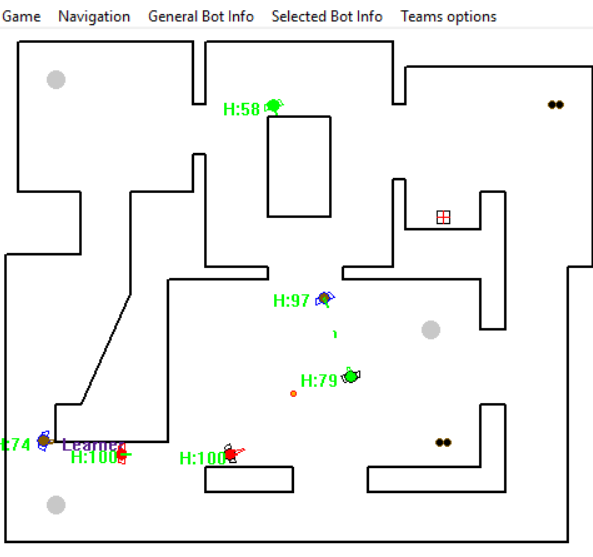 Game Navigation General Bot Info Selected Bot Info Teams options
H:58
H:97
H:79
:74 Learner
H:100 H:100